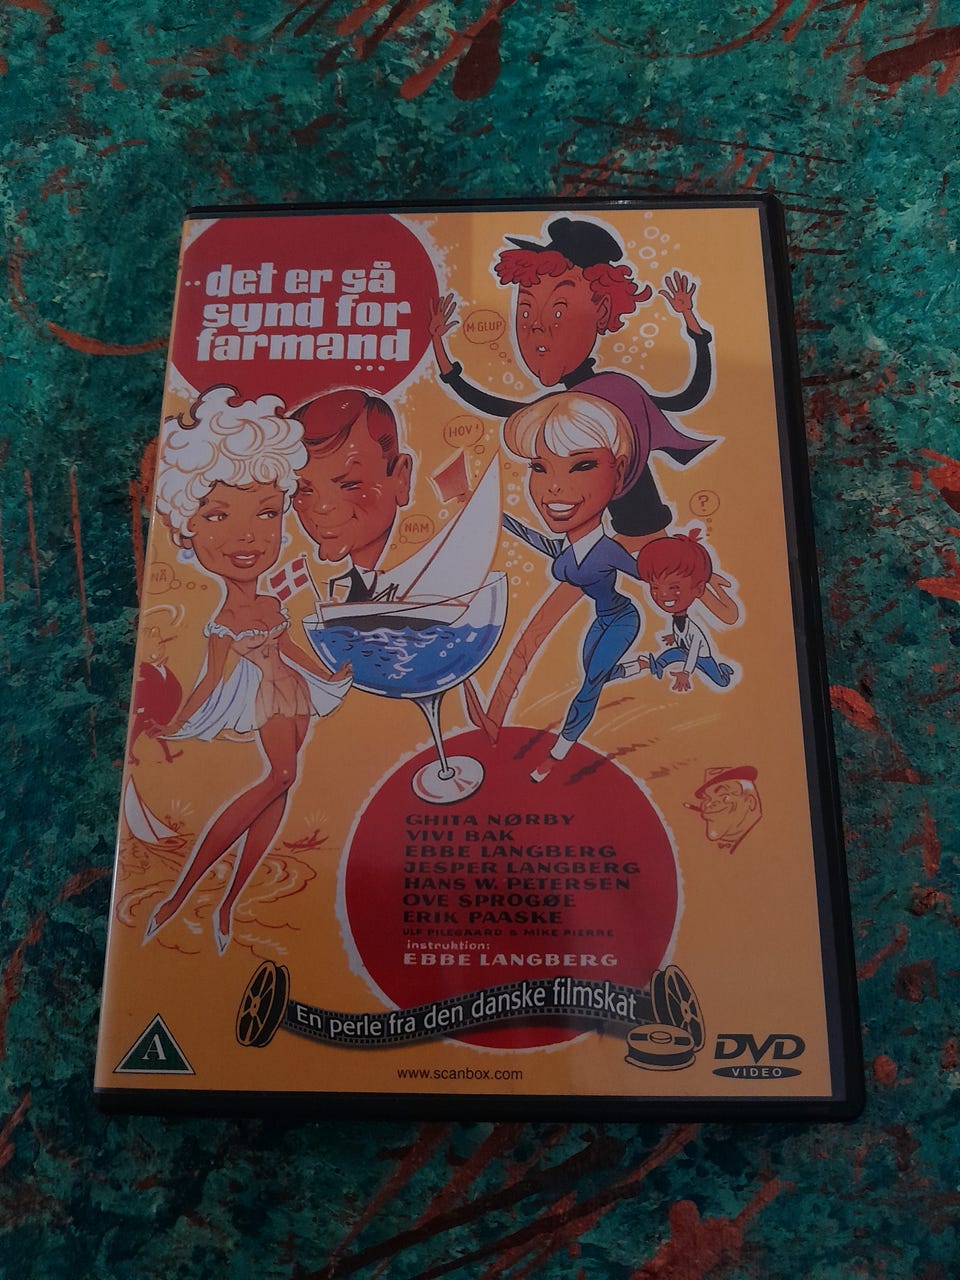 ..det er så
synd for
farmand
...
M-GLUP
HOV!
NAM
?
NÅ
GHITA NØRBY
VIVI BAK
EBBE LANGBERG
JESPER LANGBERG
HANS W. PETERSEN
OVE SPROGØE
ERIK PAASKE
ULF PILEGAARD & MIKE PIERRE
instruktion:
EBBE LANGBERG
En perle fra den danske filmskat
A
www.scanbox.com
DVD
VIDEO